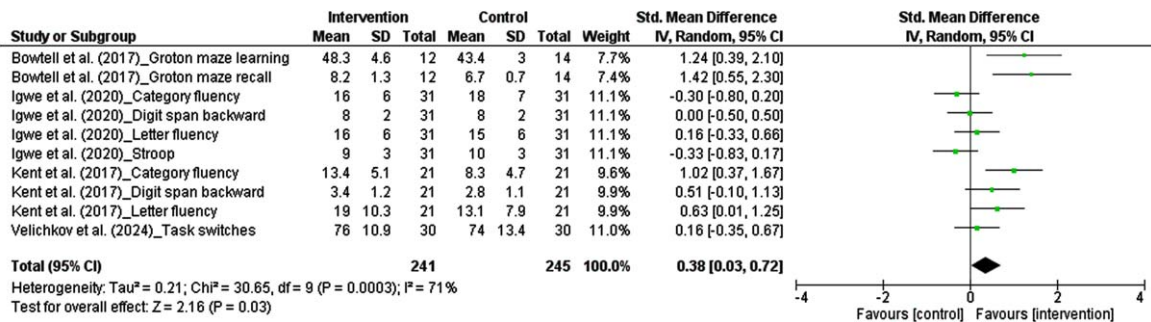 Intervention Control Std. Mean Difference Std. Mean Difference
Study or Subgroup Mean SD Total Mean SD Total Weight IV, Random, 95% CI IV, Random, 95% CI
Bowtell et al. (2017)_Groton maze learning 48.3 4.6 12 43.4 3 14 7.7% 1.24 [0.39, 2.10]
Bowtell et al. (2017)_Groton maze recall 8.2 1.3 12 6.7 0.7 14 7.4% 1.42 [0.55, 2.30]
Igwe et al. (2020)_Category fluency 16 6 31 18 7 31 11.1% -0.30 [-0.80, 0.20]
Igwe et al. (2020)_Digit span backward 8 2 31 8 2 31 11.1% 0.00 [-0.50, 0.50]
Igwe et al. (2020)_Letter fluency 16 6 31 15 6 31 11.1% 0.16 [-0.33, 0.66]
Igwe et al. (2020)_Stroop 9 3 31 10 3 31 11.1% -0.33 [-0.83, 0.17]
Kent et al. (2017)_Category fluency 13.4 5.1 21 8.3 4.7 21 9.6% 1.02 [0.37, 1.67]
Kent et al. (2017)_Digit span backward 3.4 1.2 21 2.8 1.1 21 9.9% 0.51 [-0.10, 1.13]
Kent et al. (2017)_Letter fluency 19 10.3 21 13.1 7.9 21 9.9% 0.63 [0.01, 1.25]
Velichkov et al. (2024)_Task switches 76 10.9 30 74 13.4 30 11.0% 0.16 [-0.35, 0.67]
Total (95% CI) 241 245 100.0% 0.38 [0.03, 0.72]
Heterogeneity: Tau² = 0.21; Chi² = 30.65, df = 9 (P = 0.0003); I² = 71%
Test for overall effect: Z = 2.16 (P = 0.03)
-4 -2 0 2 4
Favours [control] Favours [intervention]